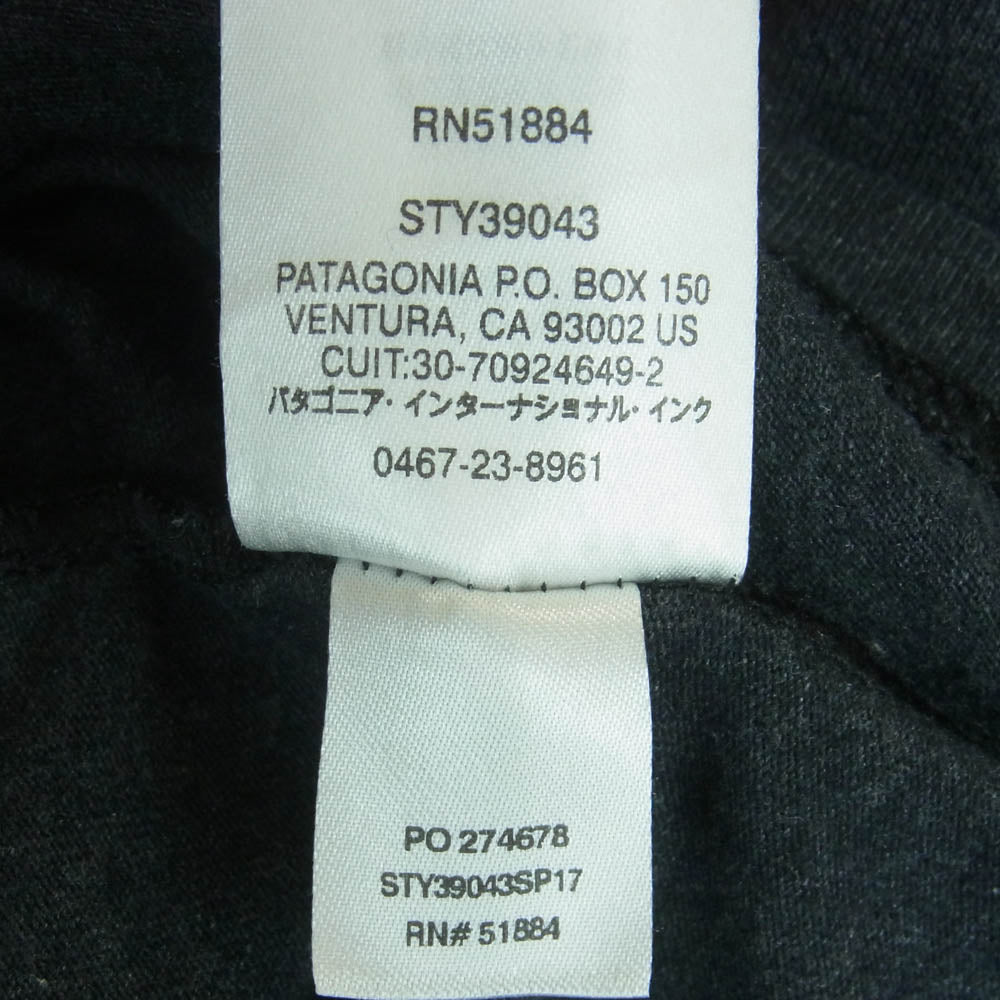 RN51884
STY39043
PATAGONIA P.O. BOX 150
VENTURA, CA 93002 US
CUIT:30-70924649-2
パタゴニア・インターナショナル・インク
0467-23-8961
PO 274678
STY39043SP17
RN# 51884